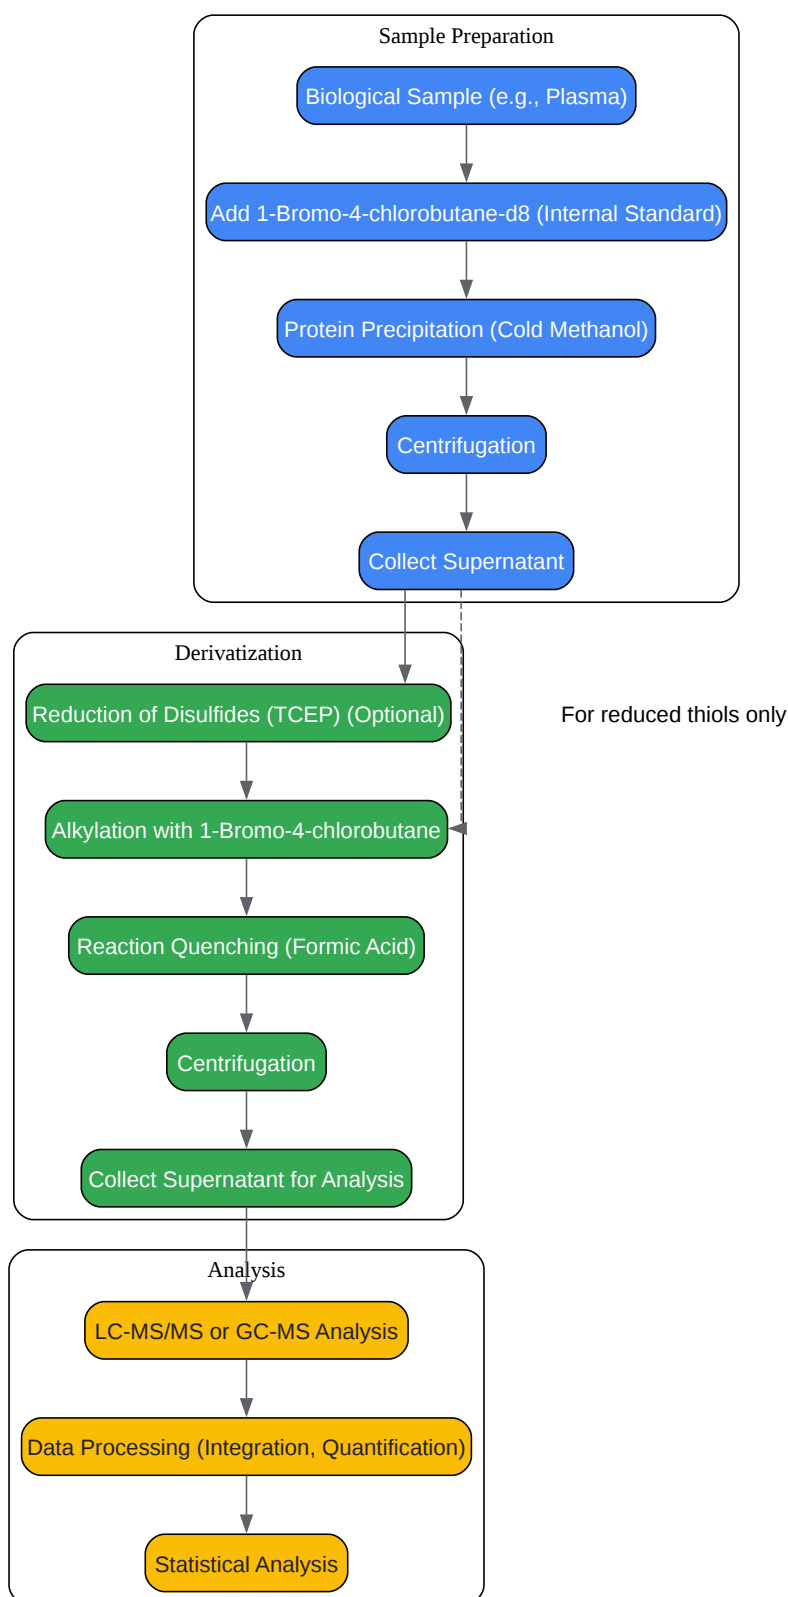 Sample Preparation
Biological Sample (e.g., Plasma)
Add 1-Bromo-4-chlorobutane-d8 (Internal Standard)
Protein Precipitation (Cold Methanol)
Centrifugation
Collect Supernatant
Derivatization
Reduction of Disulfides (TCEP) (Optional)
For reduced thiols only
Alkylation with 1-Bromo-4-chlorobutane
Reaction Quenching (Formic Acid)
Centrifugation
Collect Supernatant for Analysis
Analysis
LC-MS/MS or GC-MS Analysis
Data Processing (Integration, Quantification)
Statistical Analysis